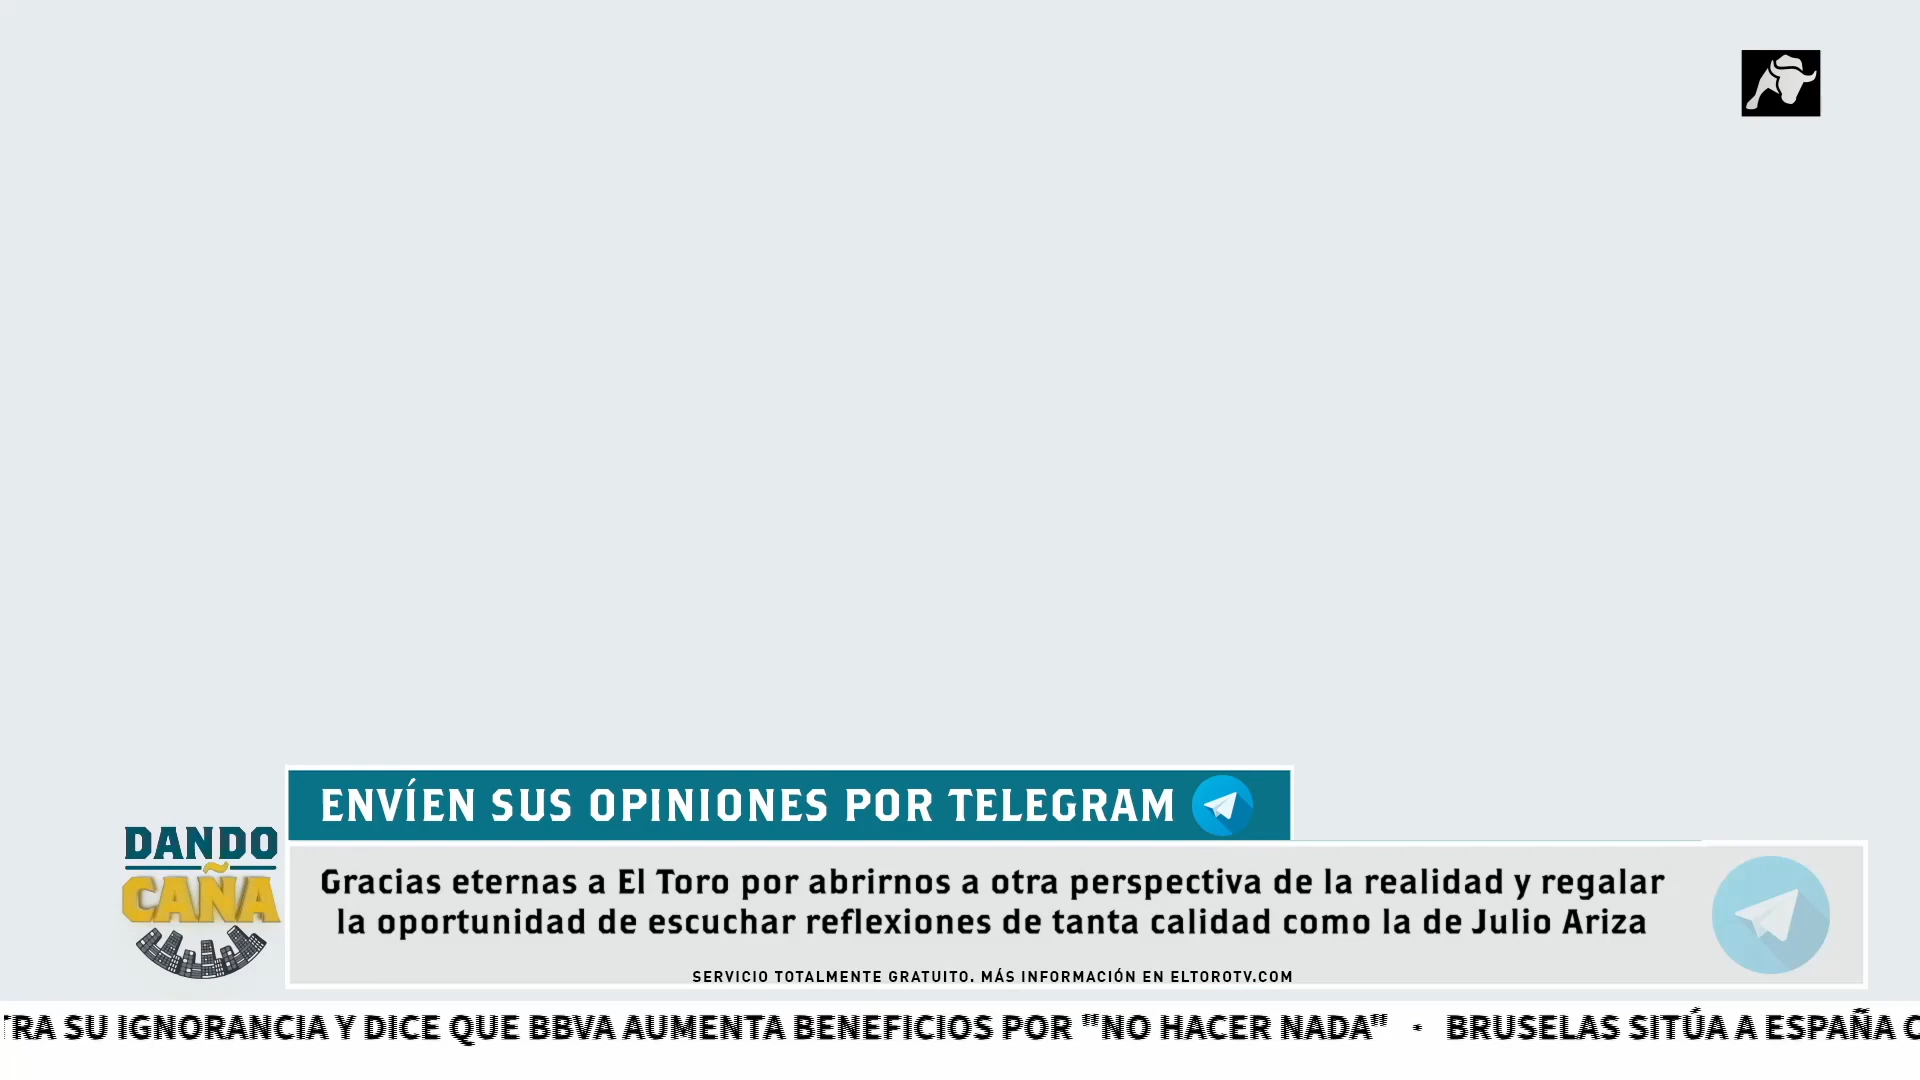 ENVÍEN SUS OPINIONES POR TELEGRAM
DANDO
CAÑA
Gracias eternas a El Toro por abrirnos a otra perspectiva de la realidad y regalar
la oportunidad de escuchar reflexiones de tanta calidad como la de Julio Ariza
SERVICIO TOTALMENTE GRATUITO. MÁS INFORMACIÓN EN ELTOROTV.COM
SU IGNORANCIA Y DICE QUE BBVA AUMENTA BENEFICIOS POR "NO HACER NADA" · BRUSELAS SITÚA A ESPAÑA